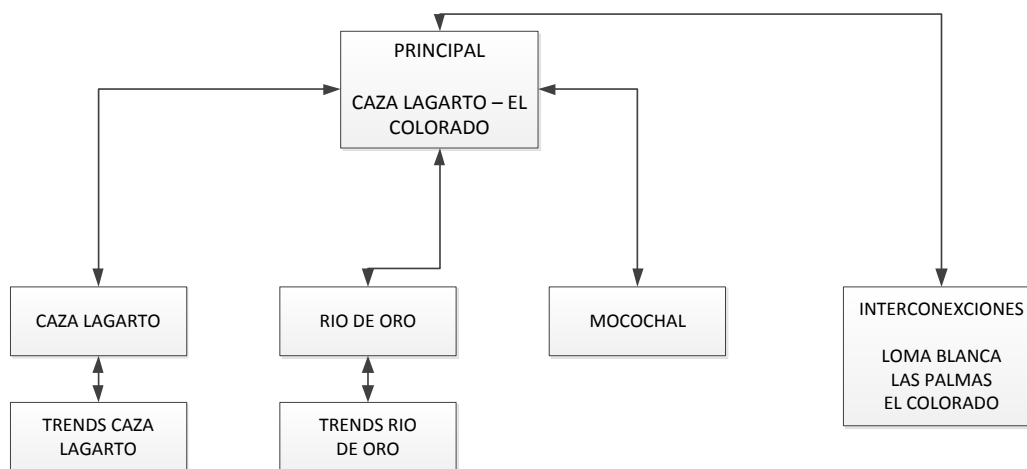 PRINCIPAL
CAZA LAGARTO – EL
COLORADO
CAZA LAGARTO
RIO DE ORO
MOCOCHAL
INTERCONEXCIONES
LOMA BLANCA
LAS PALMAS
EL COLORADO
TRENDS CAZA
LAGARTO
TRENDS RIO
DE ORO